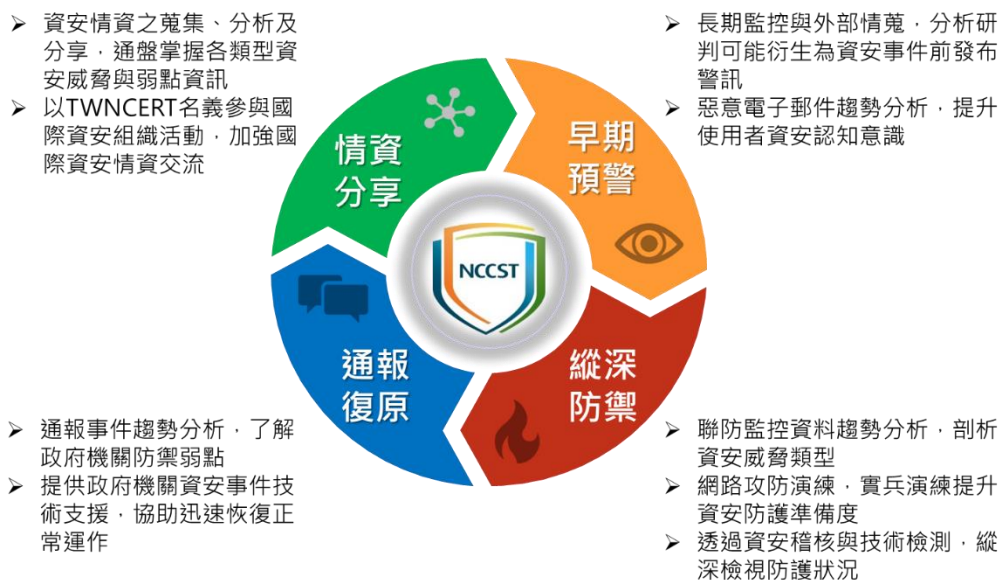 ➢ 資安情資之蒐集、分析及
分享，通盤掌握各類型資
安威脅與弱點資訊
➢ 以TWNCERT名義參與國
際資安組織活動，加強國
際資安情資交流
➢ 長期監控與外部情蒐，分析研
判可能衍生為資安事件前發布
警訊
➢ 惡意電子郵件趨勢分析，提升
使用者資安認知意識
情資
分享
早期
預警
NCCST
通報
復原
縱深
防禦
➢ 通報事件趨勢分析，了解
政府機關防禦弱點
➢ 提供政府機關資安事件技
術支援，協助迅速恢復正
常運作
➢ 聯防監控資料趨勢分析，剖析
資安威脅類型
➢ 網路攻防演練，實兵演練提升
資安防護準備度
➢ 透過資安稽核與技術檢測，縱
深檢視防護狀況